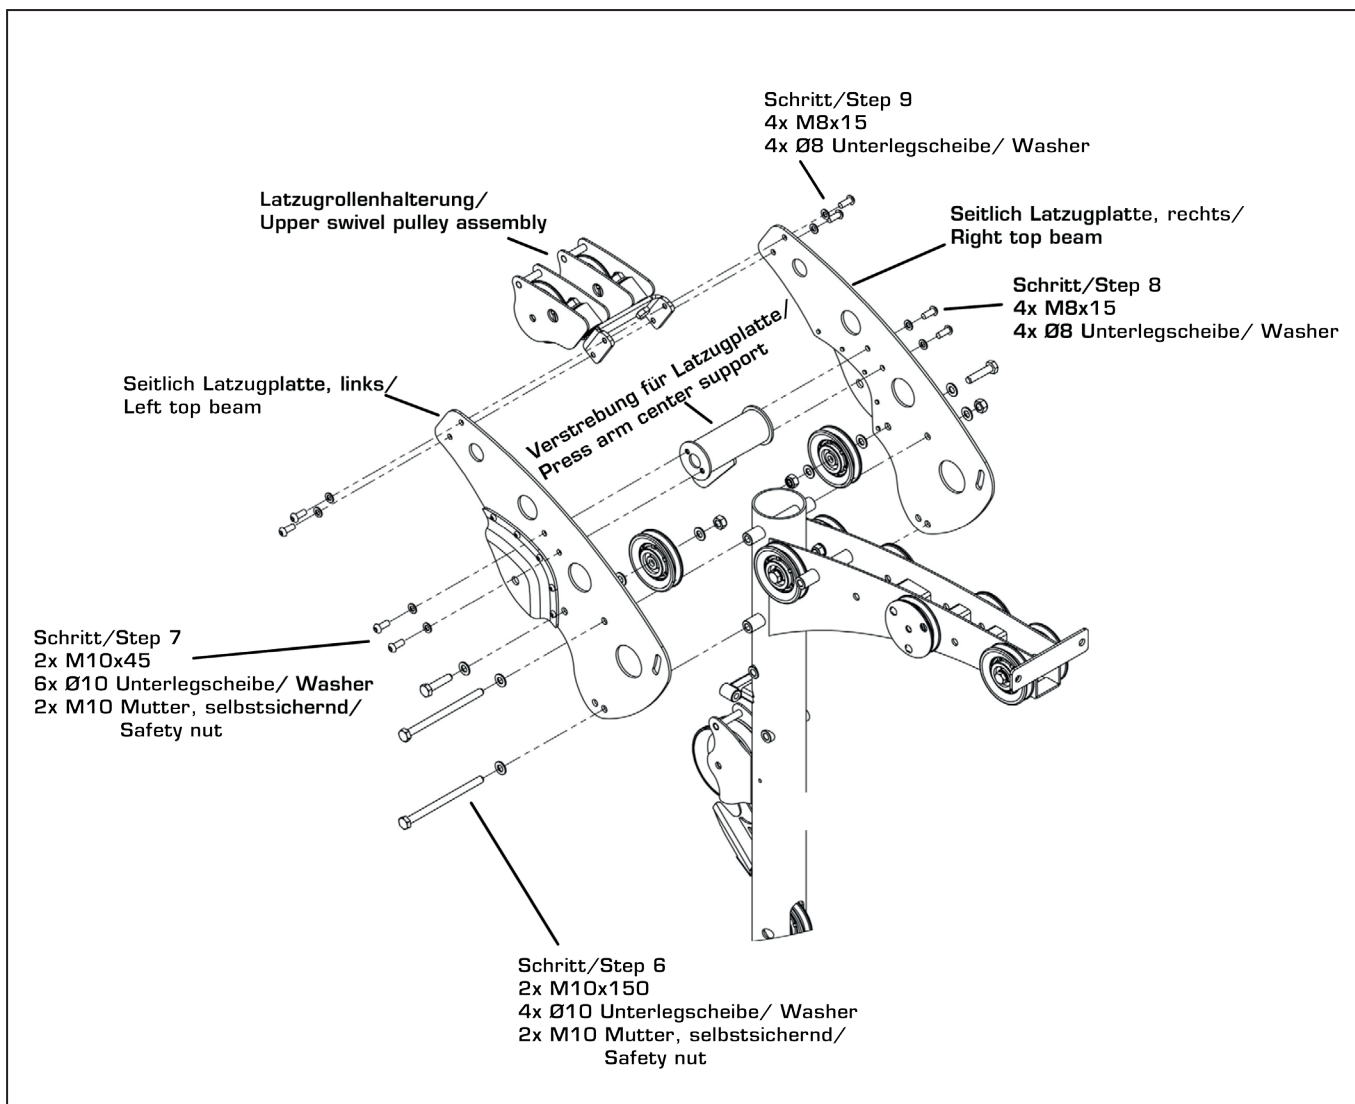 Schritt/Step 9
4x M8x15
4x Ø8 Unterlegscheibe/ Washer
Latzugrollenhalterung/
Upper swivel pulley assembly
Seitlich Latzugplatte, rechts/
Right top beam
Schritt/Step 8
4x M8x15
4x Ø8 Unterlegscheibe/ Washer
Verstrebung für Latzugplatte/
Press arm center support
Seitlich Latzugplatte, links/
Left top beam
Schritt/Step 7
2x M10x45
6x Ø10 Unterlegscheibe/ Washer
2x M10 Mutter, selbstsichernd/
Safety nut
Schritt/Step 6
2x M10x150
4x Ø10 Unterlegscheibe/ Washer
2x M10 Mutter, selbstsichernd/
Safety nut